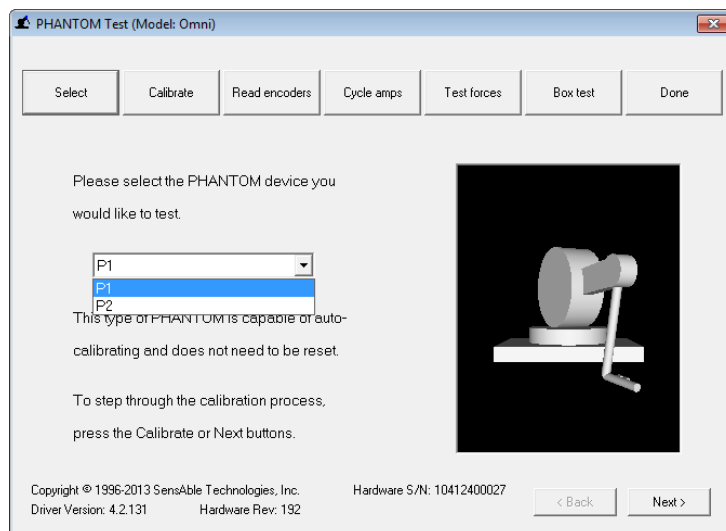 PHANTOM Test (Model: Omni)
Select Calibrate Read encoders Cycle amps Test forces Box test Done
Please select the PHANTOM device you
would like to test.
P1
P1
P2
This type of PHANTOM is capable of auto-
calibrating and does not need to be reset.
To step through the calibration process,
press the Calibrate or Next buttons.
Copyright © 1996-2013 SensAble Technologies, Inc. Hardware S/N: 10412400027
Driver Version: 4.2.131 Hardware Rev: 192
< Back Next >